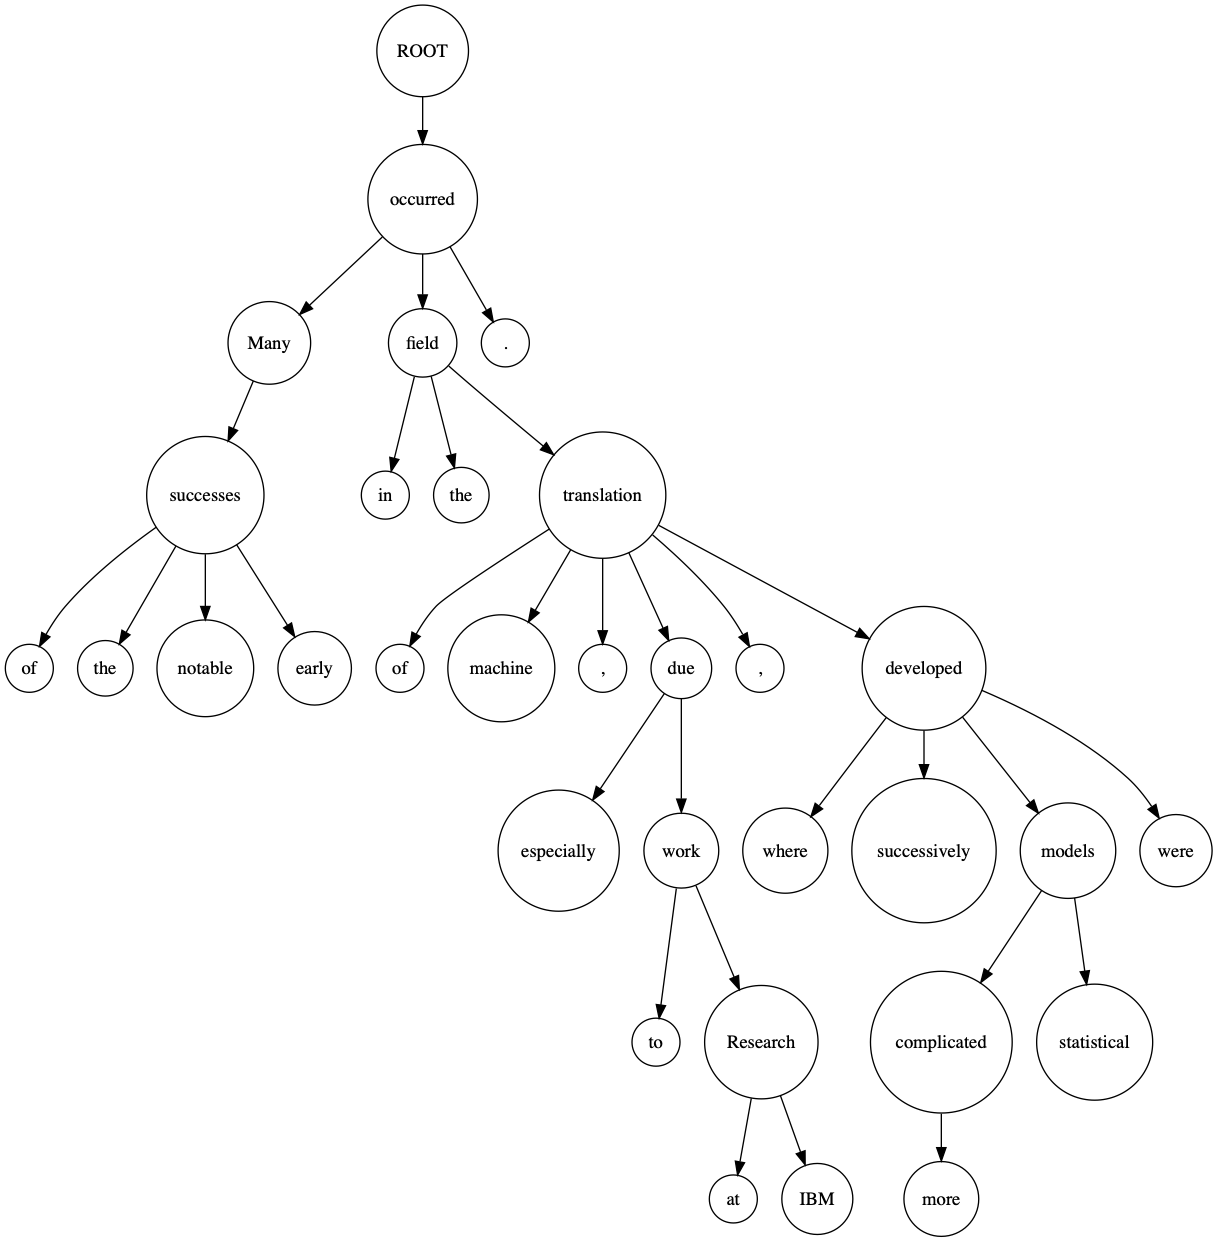 ROOT
occurred
Many
field
.
successes
in
the
translation
of
the
notable
early
of
machine
,
due
,
developed
especially
work
where
successively
models
were
to
Research
complicated
statistical
at
IBM
more